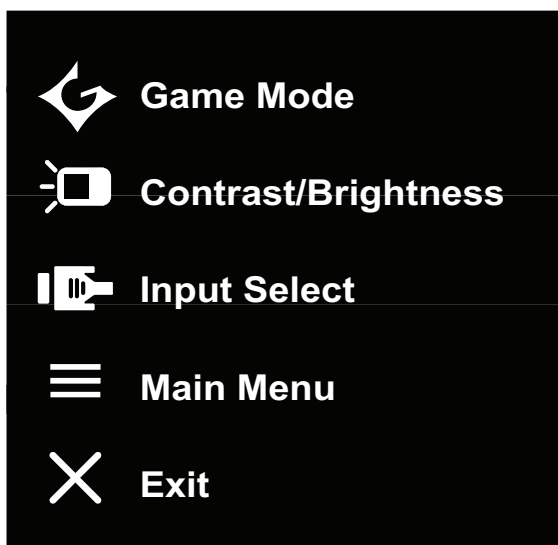 Game Mode
Contrast/Brightness
Input Select
Main Menu
Exit